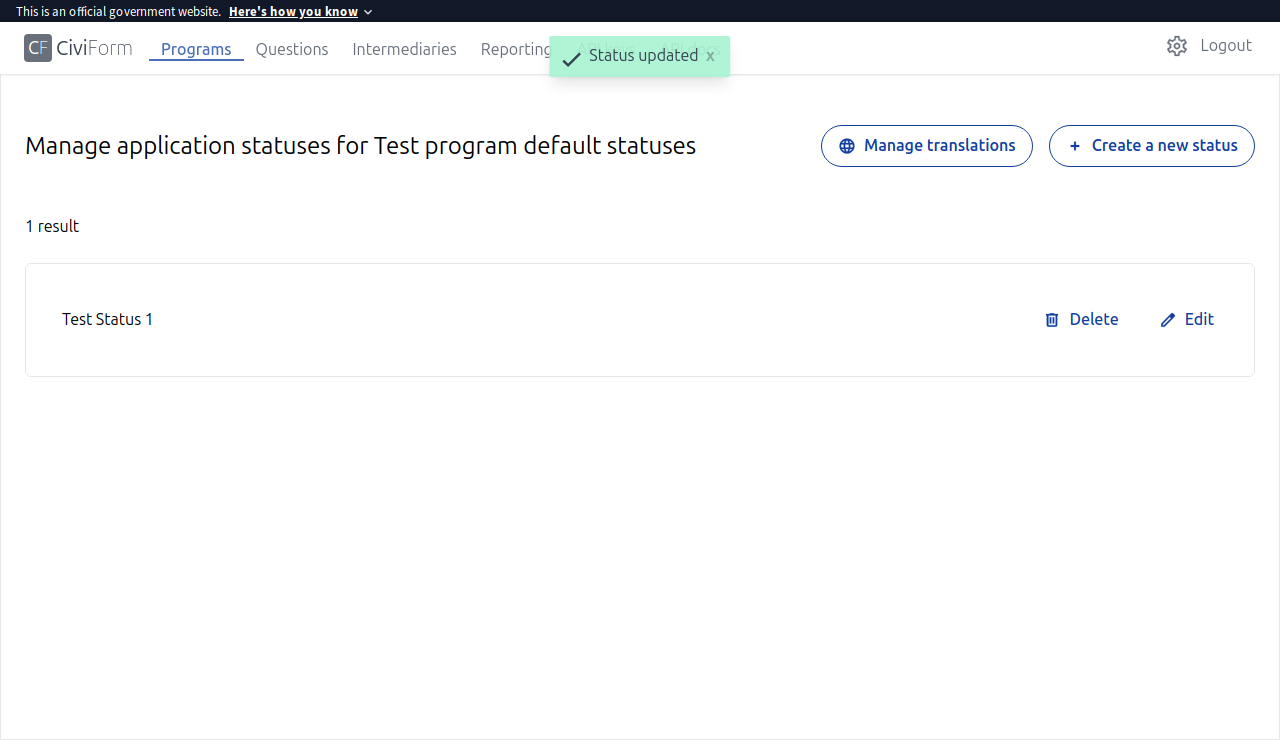 This is an official government website. Here's how you know
CF CiviForm Programs Questions Intermediaries Reporting Logout
Status updated x
Manage application statuses for Test program default statuses
Manage translations
+ Create a new status
1 result
Test Status 1
Delete
Edit